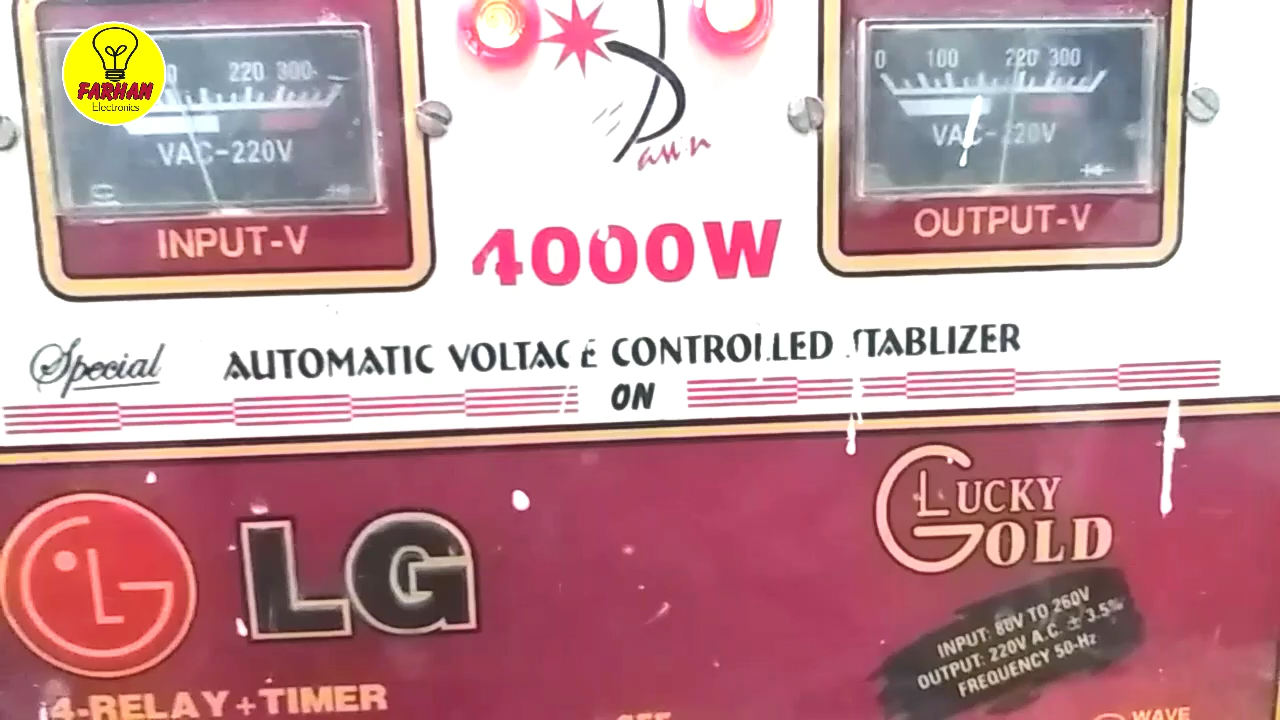 FARHAN
Electronics
220 300
VAC-220V
INPUT-V
4000W
0 100 220 300
VAC-220V
OUTPUT-V
Special AUTOMATIC VOLTAGE CONTROLLED STABLIZER
ON
LG
LUCKY
GOLD
INPUT: 80V TO 260V
OUTPUT: 220V A.C. ± 3.5%
FREQUENCY 50-Hz
4-RELAY+TIMER
OFF
WAVE